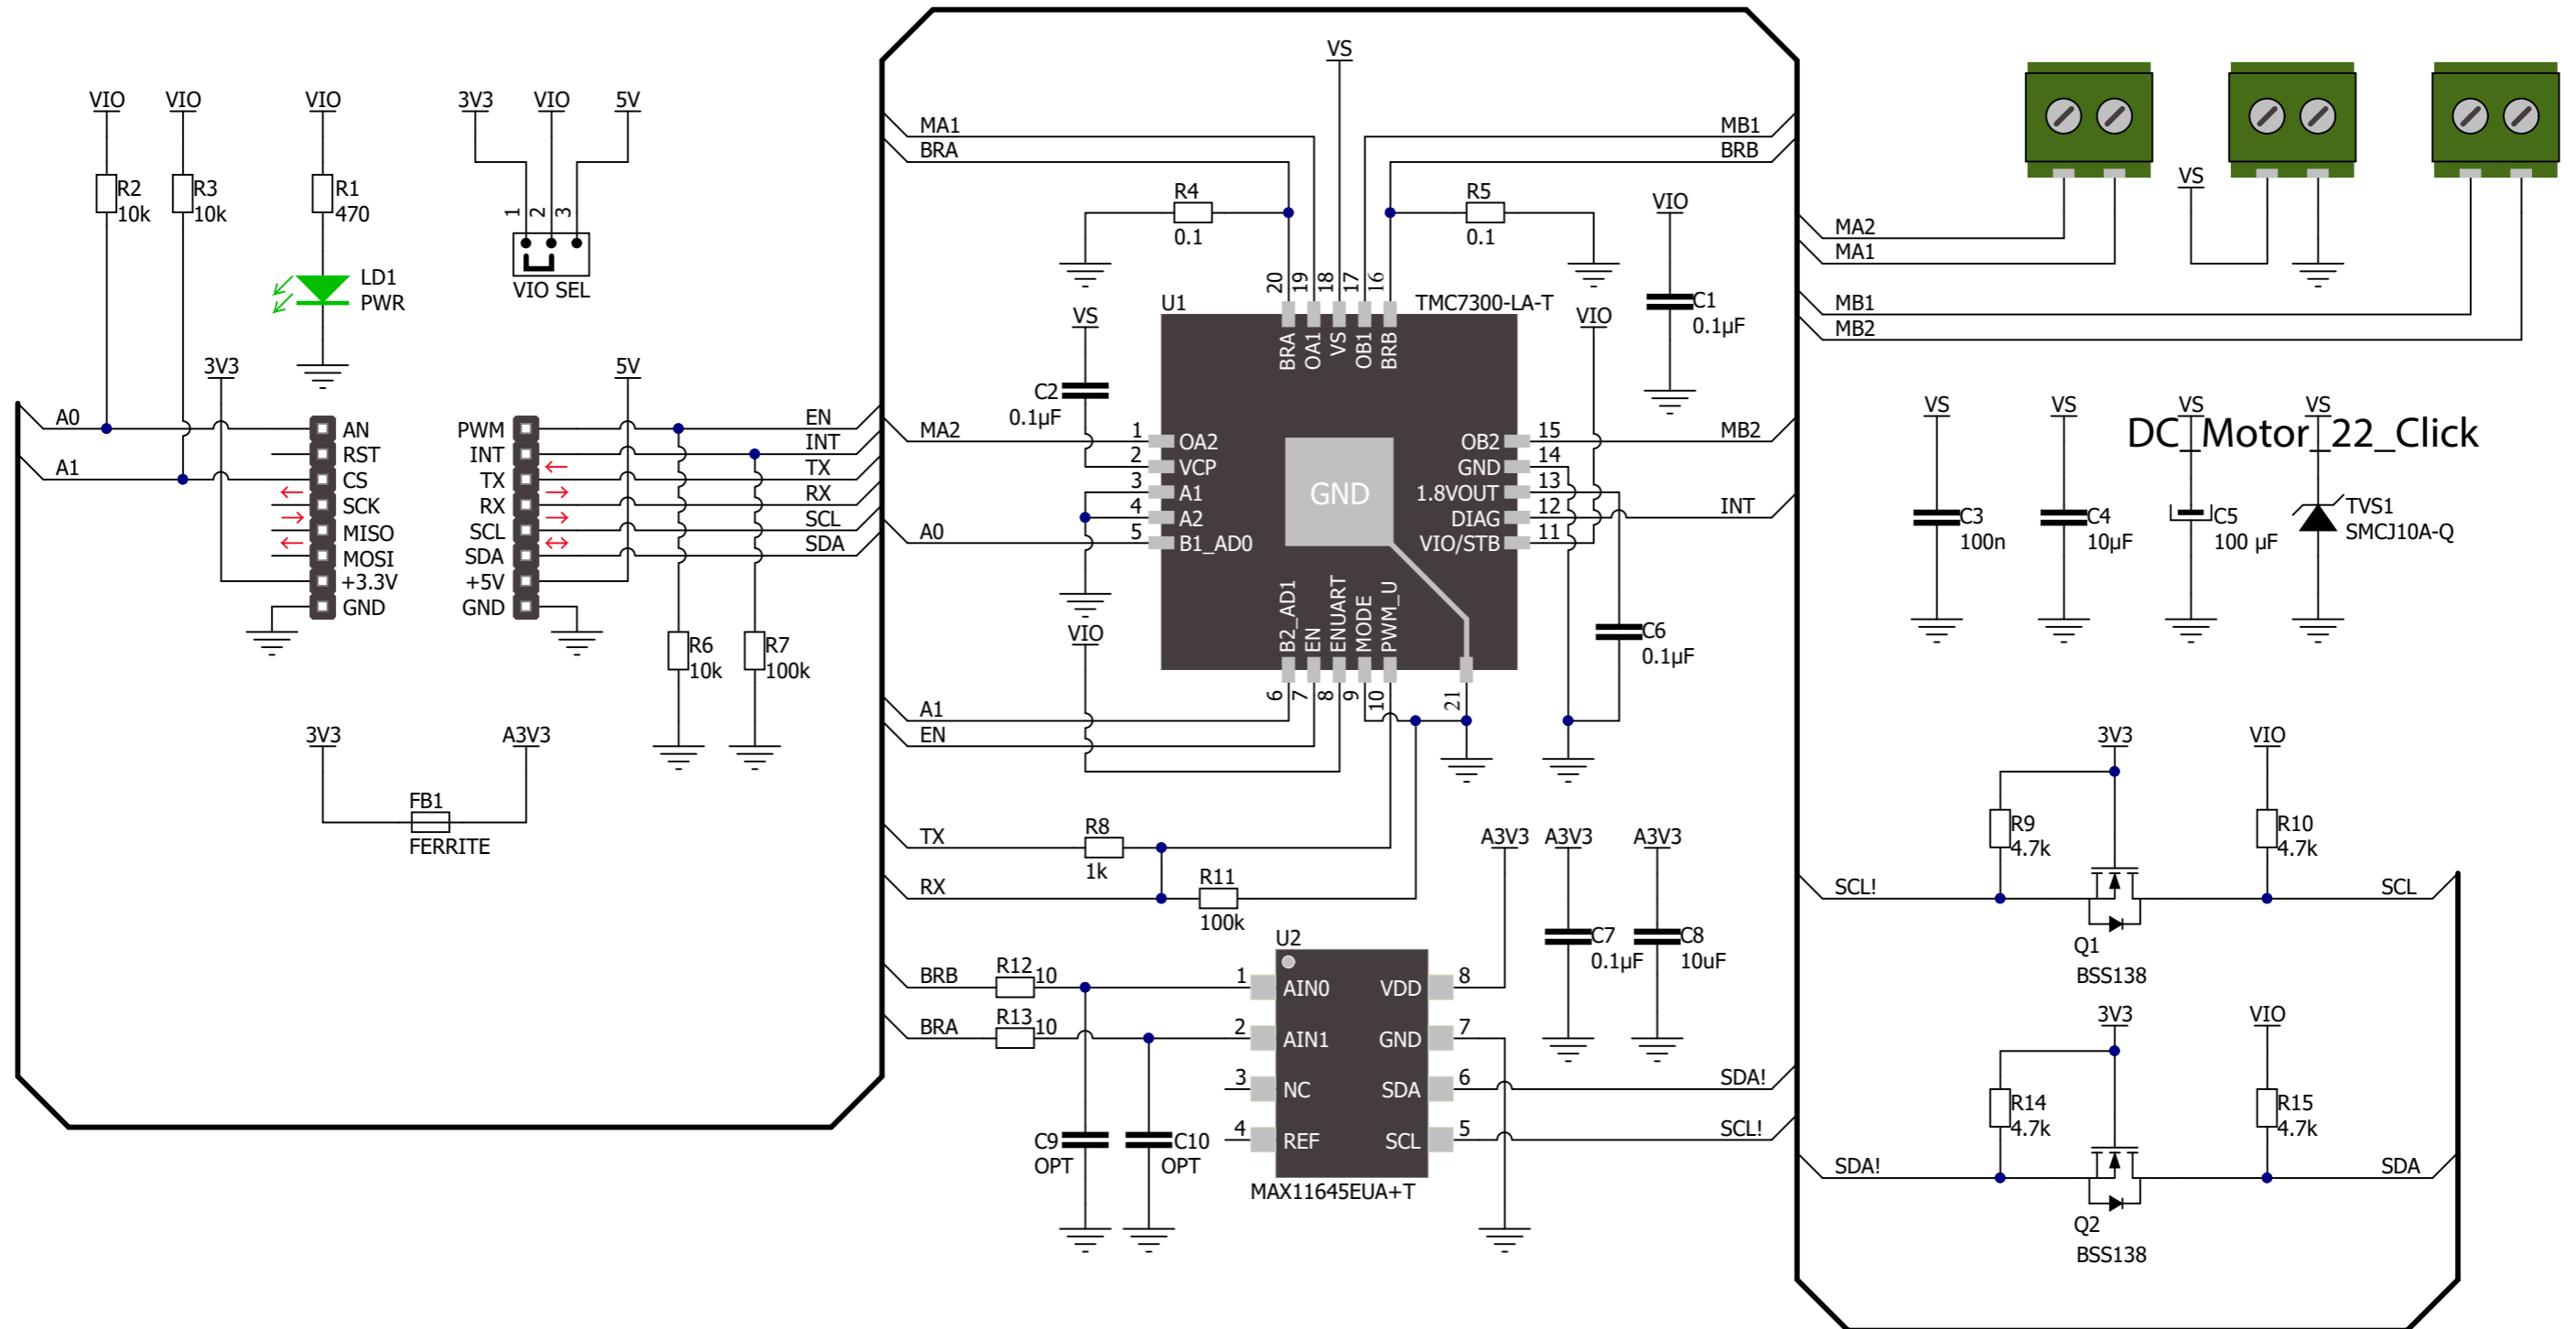 VS
VIO
VIO
VIO
3V3
VIO
5V
R2
10k
R3
10k
R1
470
1
2
3
VIO SEL
LD1
PWR
3V3
5V
A0
A1
AN
RST
CS
SCK
MISO
MOSI
+3.3V
GND
PWM
INT
TX
RX
SCL
SDA
+5V
GND
EN
INT
TX
RX
SCL
SDA
R6
10k
R7
100k
3V3
A3V3
FB1
FERRITE
MA1
BRA
MB1
BRB
R4
0.1
R5
0.1
VIO
C1
0.1µF
VS
C2
0.1µF
U1
TMC7300-LA-T
VIO
20
19
18
17
16
BRA
OA1
VS
OB1
BRB
MA2
A0
1
2
3
4
5
OA2
VCP
A1
A2
B1_AD0
GND
OB2
GND
1.8VOUT
DIAG
VIO/STB
15
14
13
12
11
MB2
INT
B2_AD1
EN
ENUART
MODE
PWM_U
6
7
8
9
10
21
VIO
A1
EN
C6
0.1µF
TX
R8
1k
RX
R11
100k
A3V3
A3V3
A3V3
C7
0.1µF
C8
10uF
U2
BRB
R12
10
BRA
R13
10
1
2
3
4
AIN0
AIN1
NC
REF
VDD
GND
SDA
SCL
8
7
6
5
SDA!
SCL!
C9
OPT
C10
OPT
MAX11645EUA+T
VS
MA2
MA1
MB1
MB2
VS
VS
VS
VS
DC_Motor_22_Click
C3
100n
C4
10µF
C5
100 µF
TVS1
SMCJ10A-Q
3V3
VIO
R9
4.7k
R10
4.7k
SCL!
SCL
Q1
BSS138
3V3
VIO
R14
4.7k
R15
4.7k
SDA!
SDA
Q2
BSS138